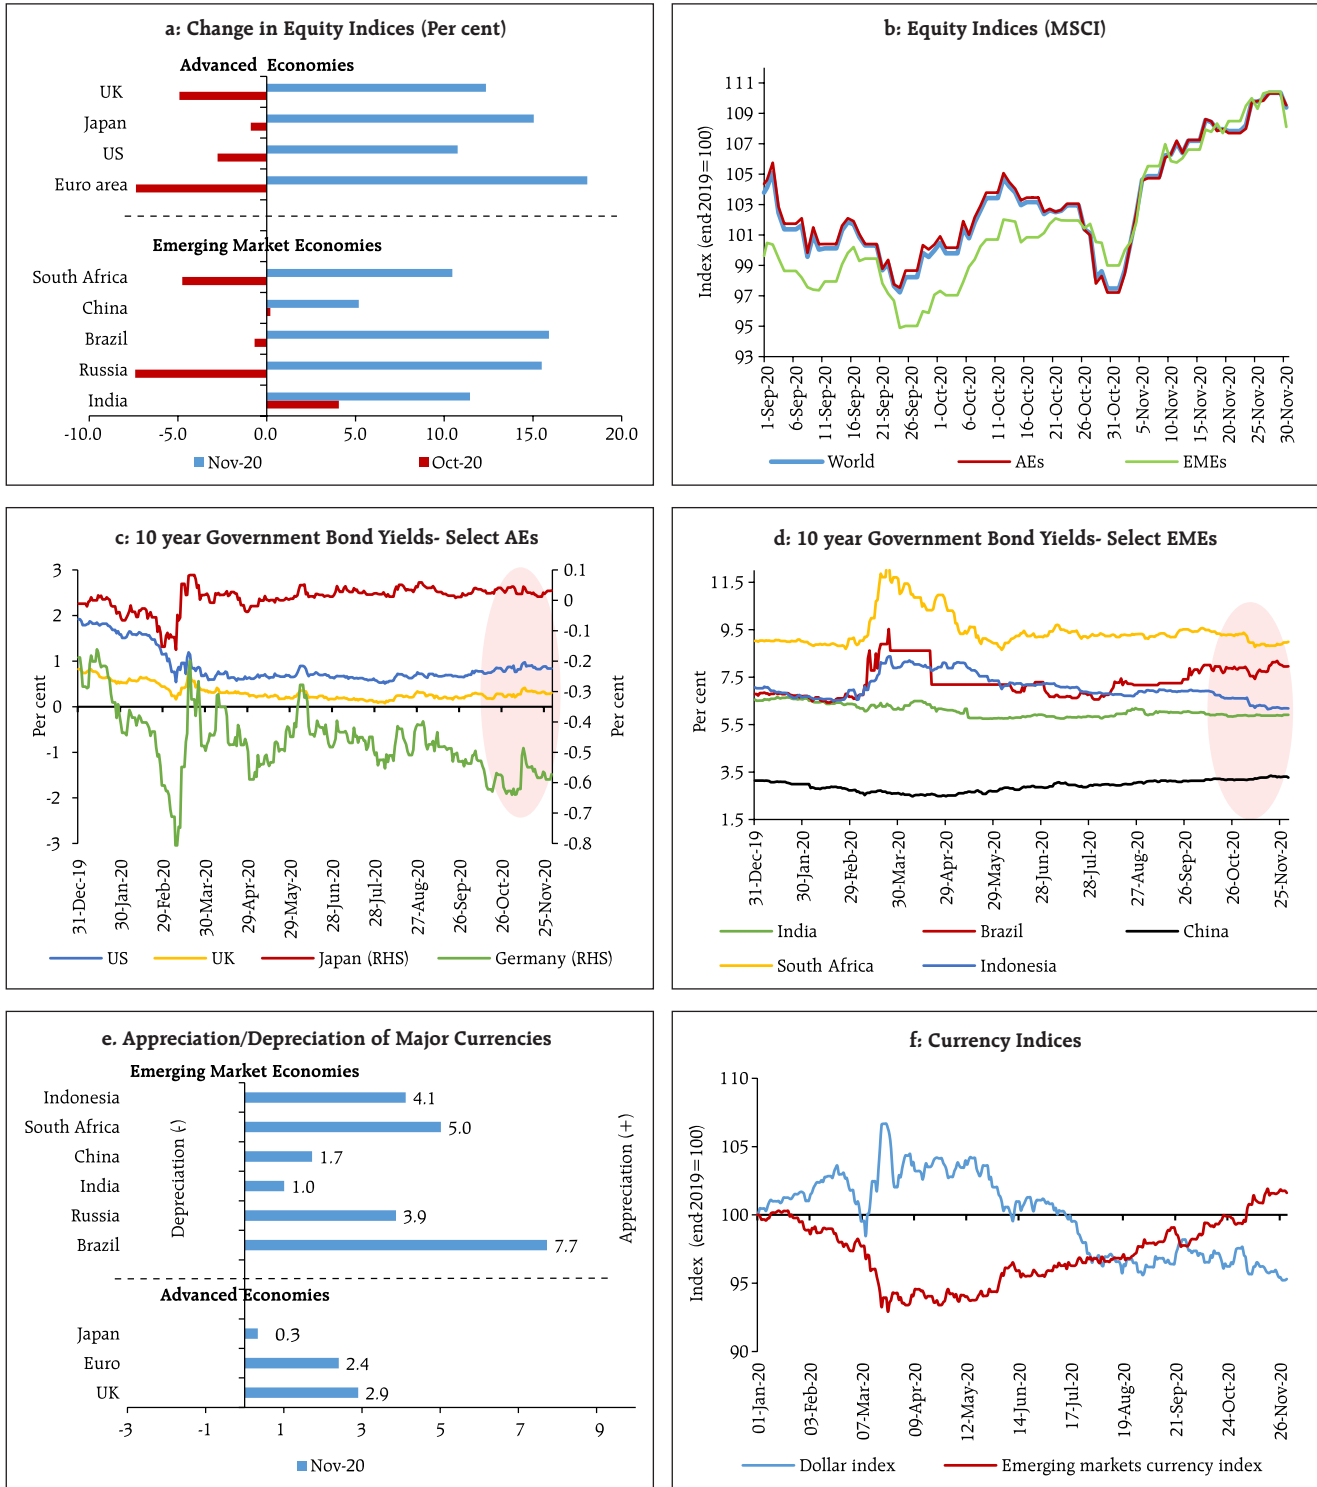 a: Change in Equity Indices (Per cent)
Advanced Economies
UK
Japan
US
Euro area
Emerging Market Economies
South Africa
China
Brazil
Russia
India
-10.0 -5.0 0.0 5.0 10.0 15.0 20.0
Nov-20 Oct-20
b: Equity Indices (MSCI)
Index (end 2019=100)
111
109
107
105
103
101
99
97
95
93
1-Sep-20 6-Sep-20 11-Sep-20 16-Sep-20 21-Sep-20 26-Sep-20 1-Oct-20 6-Oct-20 11-Oct-20 16-Oct-20 21-Oct-20 26-Oct-20 31-Oct-20 5-Nov-20 10-Nov-20 15-Nov-20 20-Nov-20 25-Nov-20 30-Nov-20
World AEs EMEs
c: 10 year Government Bond Yields- Select AEs
Per cent
3
2
1
0
-1
-2
-3
0.1
0
-0.1
-0.2
-0.3
-0.4
-0.5
-0.6
-0.7
-0.8
Per cent
31-Dec-19 30-Jan-20 29-Feb-20 30-Mar-20 29-Apr-20 29-May-20 28-Jun-20 28-Jul-20 27-Aug-20 26-Sep-20 26-Oct-20 25-Nov-20
US UK Japan (RHS) Germany (RHS)
d: 10 year Government Bond Yields- Select EMEs
Per cent
11.5
9.5
7.5
5.5
3.5
1.5
31-Dec-19 30-Jan-20 29-Feb-20 30-Mar-20 29-Apr-20 29-May-20 28-Jun-20 28-Jul-20 27-Aug-20 26-Sep-20 26-Oct-20 25-Nov-20
India Brazil China
South Africa Indonesia
e. Appreciation/Depreciation of Major Currencies
Emerging Market Economies
Indonesia 4.1
South Africa 5.0
China 1.7
India 1.0
Russia 3.9
Brazil 7.7
Depreciation (-)
Appreciation (+)
Advanced Economies
Japan 0.3
Euro 2.4
UK 2.9
-3 -1 1 3 5 7 9
Nov-20
f: Currency Indices
Index (end 2019=100)
110
105
100
95
90
01-Jan-20 03-Feb-20 07-Mar-20 09-Apr-20 12-May-20 14-Jun-20 17-Jul-20 19-Aug-20 21-Sep-20 24-Oct-20 26-Nov-20
Dollar index Emerging markets currency index